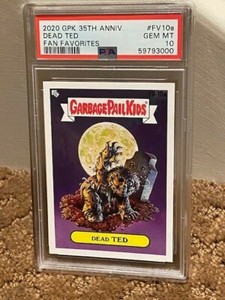 2020 GPK 35TH ANNIV #FV10a
DEAD TED GEM MT
FAN FAVORITES 10
PSA 59793000
GARBAGE PAIL KIDS
DEAD TED